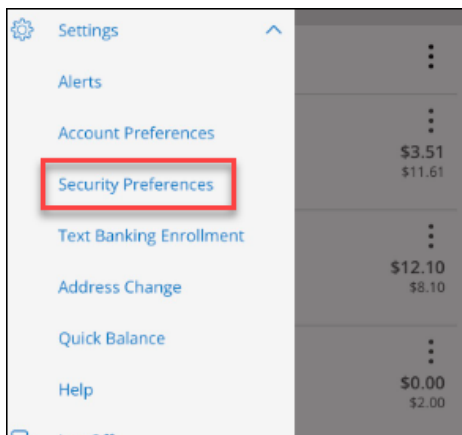 Settings
Alerts
Account Preferences
$3.51
$11.61
Security Preferences
Text Banking Enrollment
$12.10
$8.10
Address Change
Quick Balance
Help
$0.00
$2.00